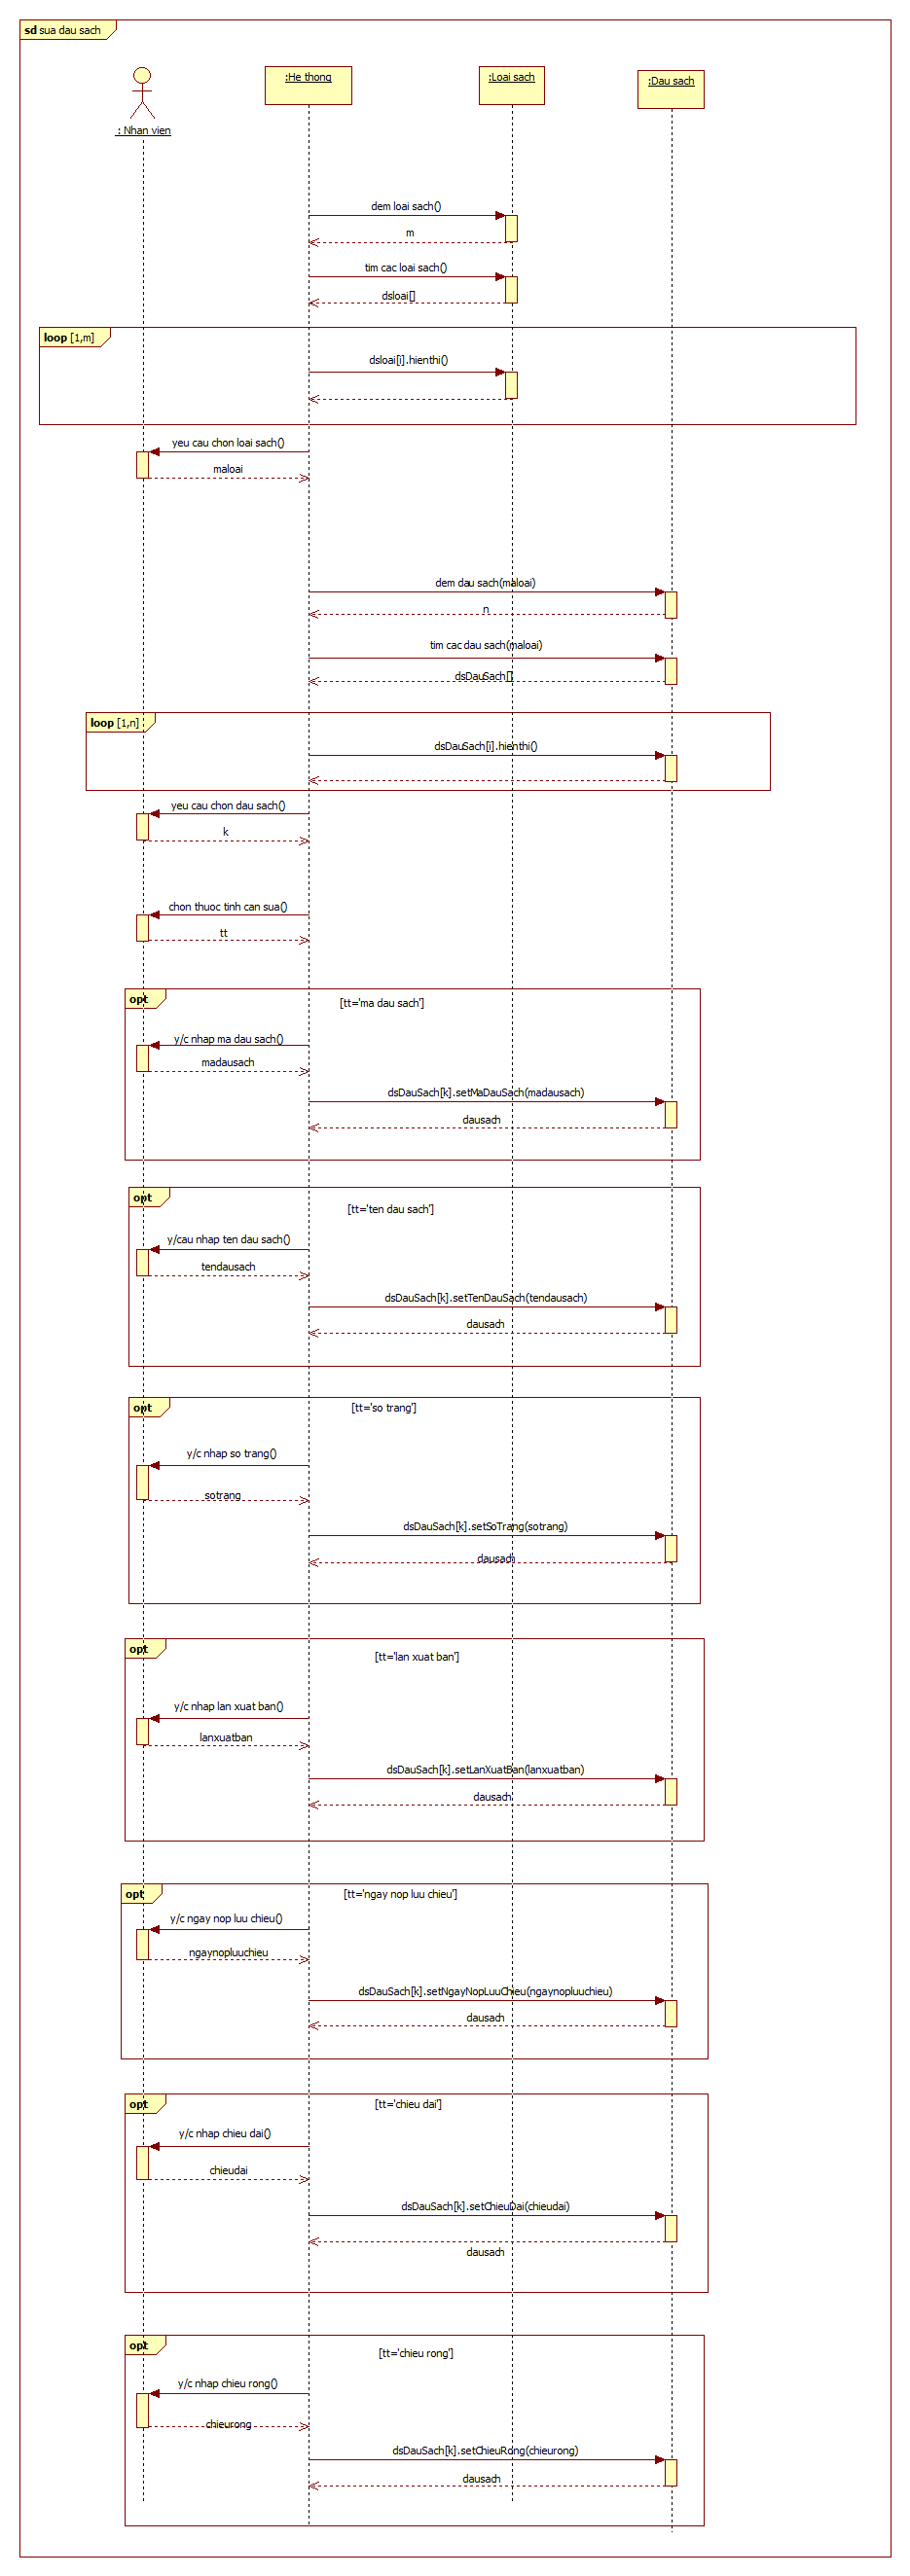 sd sua dau sach
:He thong
:Loai sach
:Dau sach
: Nhan vien
dem loai sach()
m
tim cac loai sach()
dsloai[]
loop [1,m]
dsloai[i].hienthi()
yeu cau chon loai sach()
maloai
dem dau sach(maloai)
n
tim cac dau sach(maloai)
dsDauSach[]
loop [1,n]
dsDauSach[i].hienthi()
yeu cau chon dau sach()
k
chon thuoc tinh can sua()
tt
opt
[tt='ma dau sach']
y/c nhap ma dau sach()
madausach
dsDauSach[k].setMaDauSach(madausach)
dausach
opt
[tt='ten dau sach']
y/cau nhap ten dau sach()
tendausach
dsDauSach[k].setTenDauSach(tendausach)
dausach
opt
[tt='so trang']
y/c nhap so trang()
sotrang
dsDauSach[k].setSoTrang(sotrang)
dausach
opt
[tt='lan xuat ban']
y/c nhap lan xuat ban()
lanxuatban
dsDauSach[k].setLanXuatBan(lanxuatban)
dausach
opt
[tt='ngay nop luu chieu']
y/c ngay nop luu chieu()
ngaynopluuchieu
dsDauSach[k].setNgayNopLuuChieu(ngaynopluuchieu)
dausach
opt
[tt='chieu dai']
y/c nhap chieu dai()
chieudai
dsDauSach[k].setChieuDai(chieudai)
dausach
opt
[tt='chieu rong']
y/c nhap chieu rong()
chieurong
dsDauSach[k].setChieuRong(chieurong)
dausach